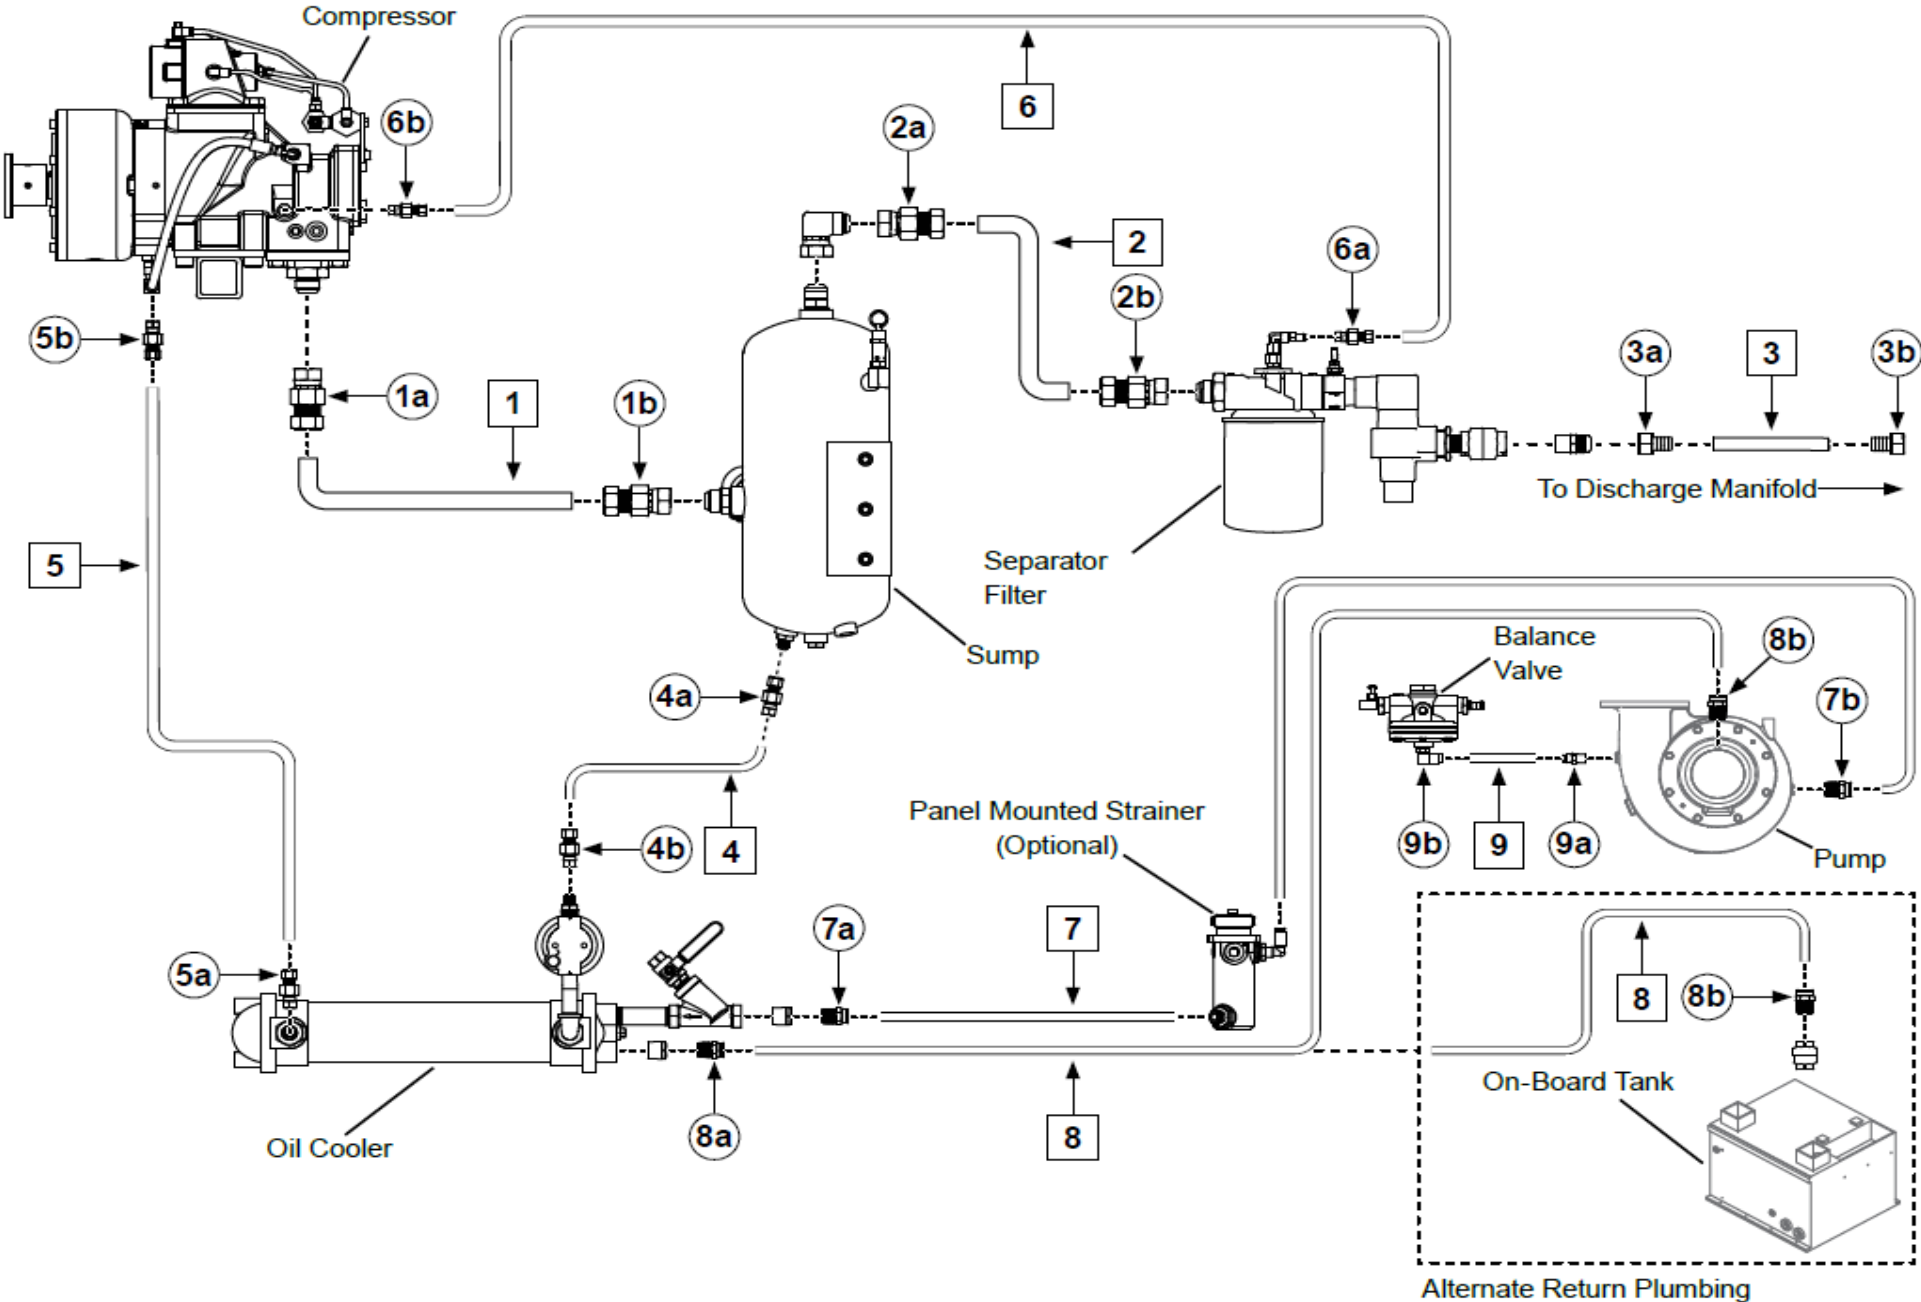 Compressor
6
6b
2a
2
6a
2b
5b
1a
1
1b
3a
3
3b
To Discharge Manifold
5
Separator
Filter
Sump
Balance
Valve
8b
4a
7b
Panel Mounted Strainer
(Optional)
4b
4
9b
9
9a
Pump
5a
7a
7
8
8b
On-Board Tank
Oil Cooler
8a
8
Alternate Return Plumbing